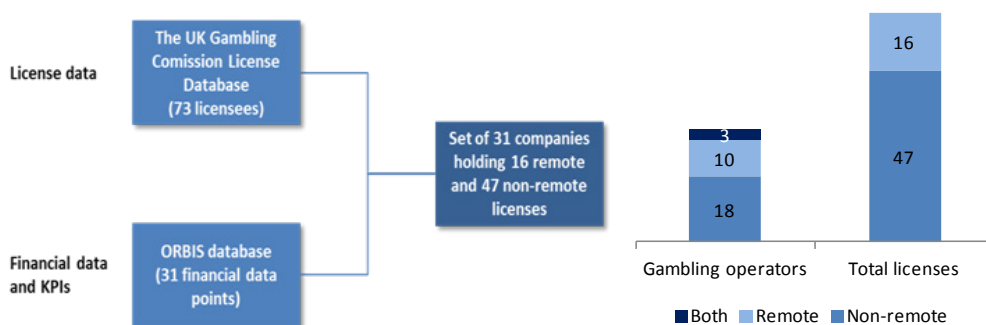 License data
The UK Gambling
Comission License
Database
(73 licensees)
Set of 31 companies
holding 16 remote
and 47 non-remote
licenses
Financial data
and KPIs
ORBIS database
(31 financial data
points)
3
10
18
16
47
Gambling operators
Total licenses
Both
Remote
Non-remote